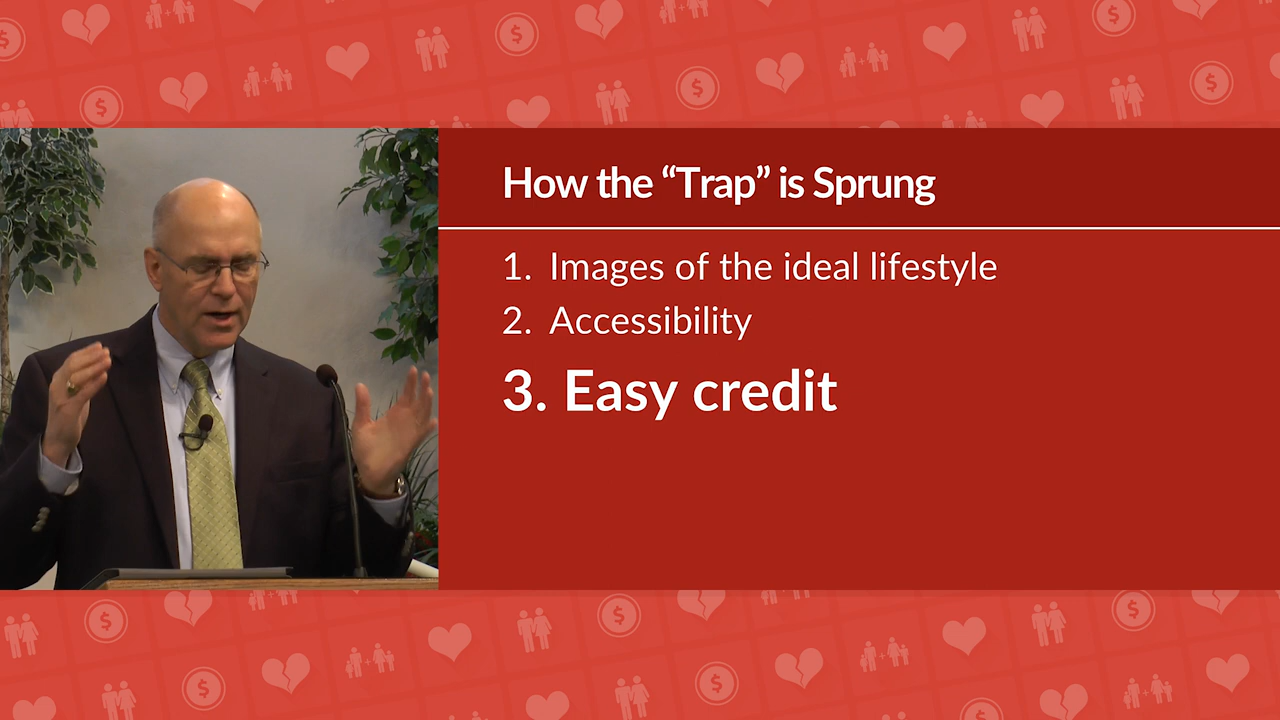 How the “Trap” is Sprung
1. Images of the ideal lifestyle
2. Accessibility
3. Easy credit